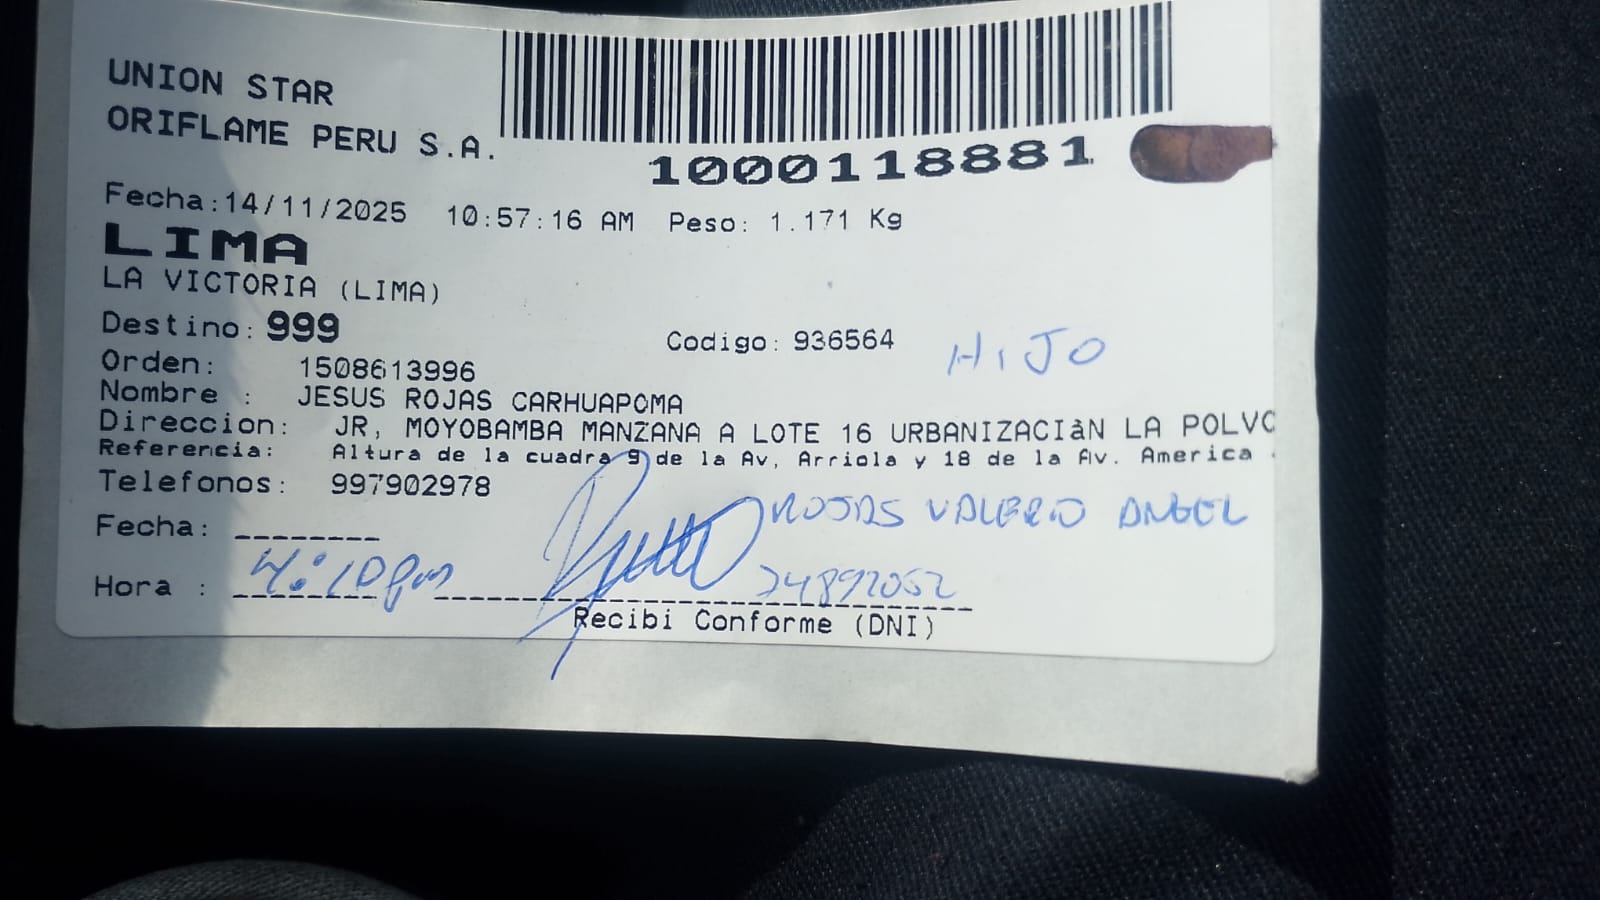 UNION STAR
ORIFLAME PERU S.A.
1000118881
Fecha:14/11/2025 10:57:16 AM Peso: 1.171 Kg
LIMA
LA VICTORIA (LIMA)
Destino: 999 Codigo: 936564 HIJO
Orden: 1508613996
Nombre : JESUS ROJAS CARHUAPOMA
Direccion: JR, MOYOBAMBA MANZANA A LOTE 16 URBANIZACIàN LA POLVO
Referencia: Altura de la cuadra 9 de la Av, Arriola y 18 de la Av. America
Telefonos: 997902978
ROJAS VALERIO ANGEL
Fecha:
Hora : 4:10pm 74892052
Recibi Conforme (DNI)